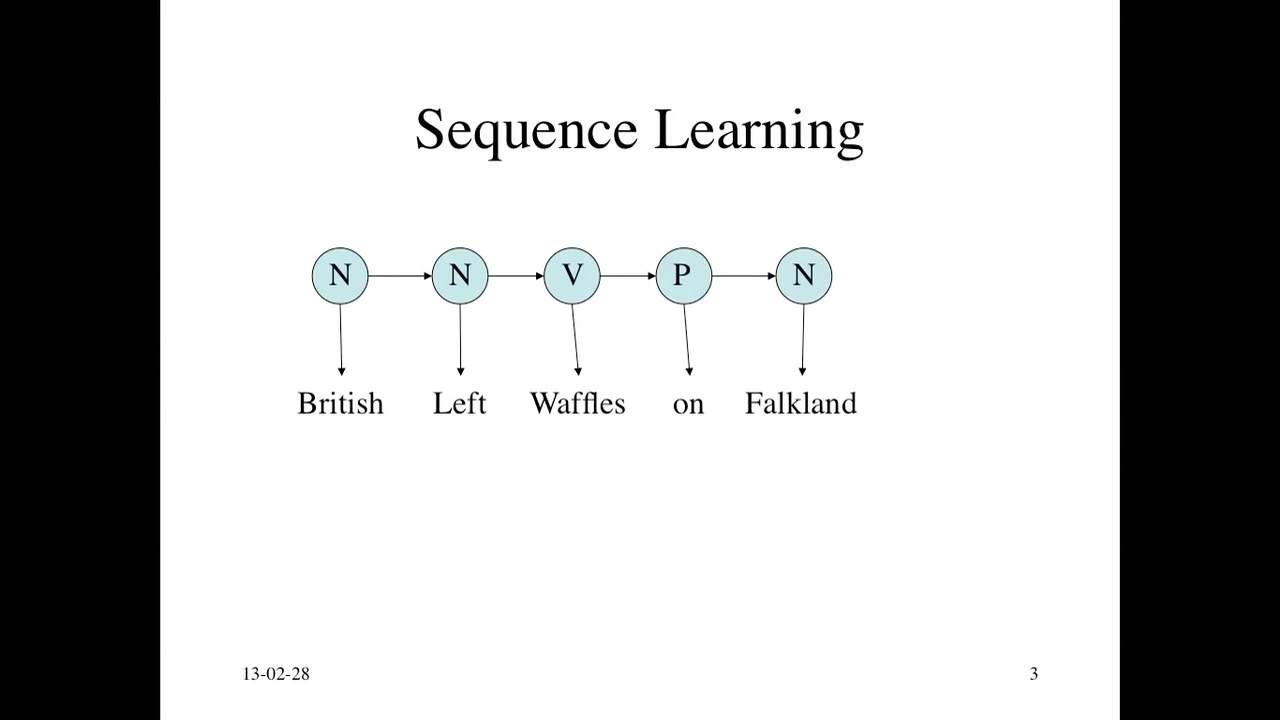 Sequence Learning
N N V P N
British Left Waffles on Falkland
13-02-28 3